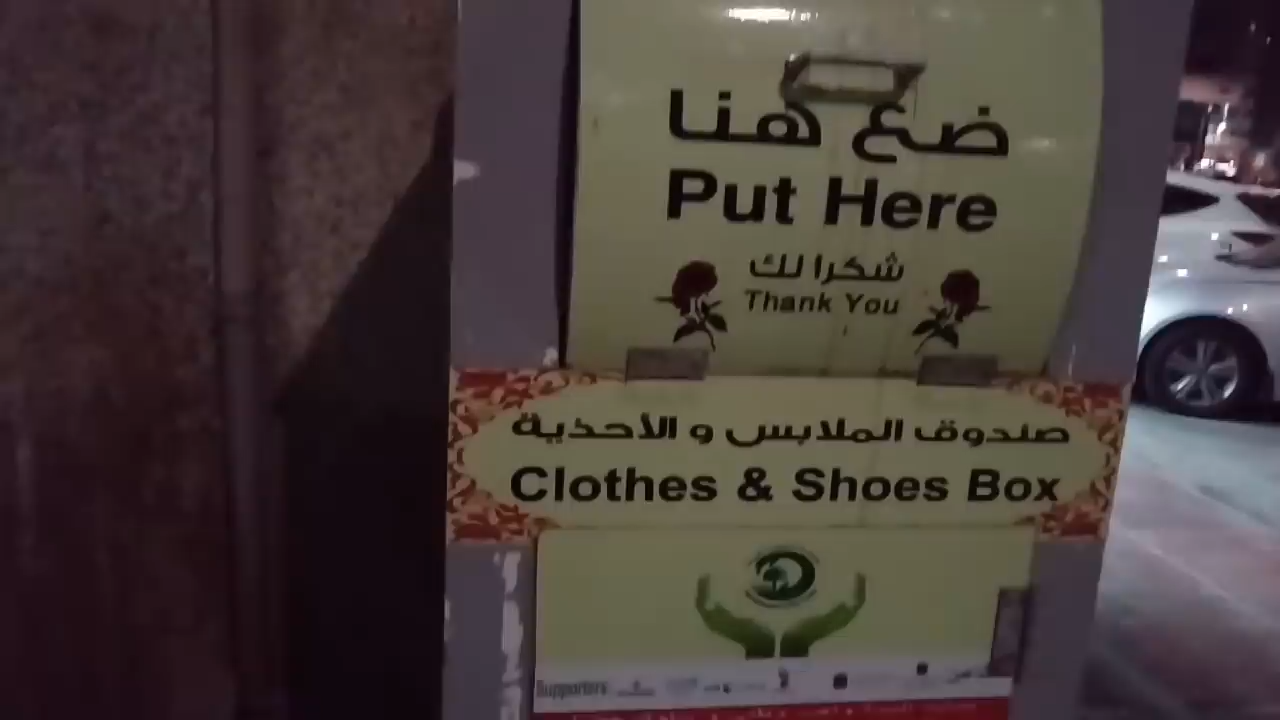 ضع هنا
Put Here
شكرا لك
Thank You
صندوق الملابس و الأحذية
Clothes & Shoes Box
Supporters